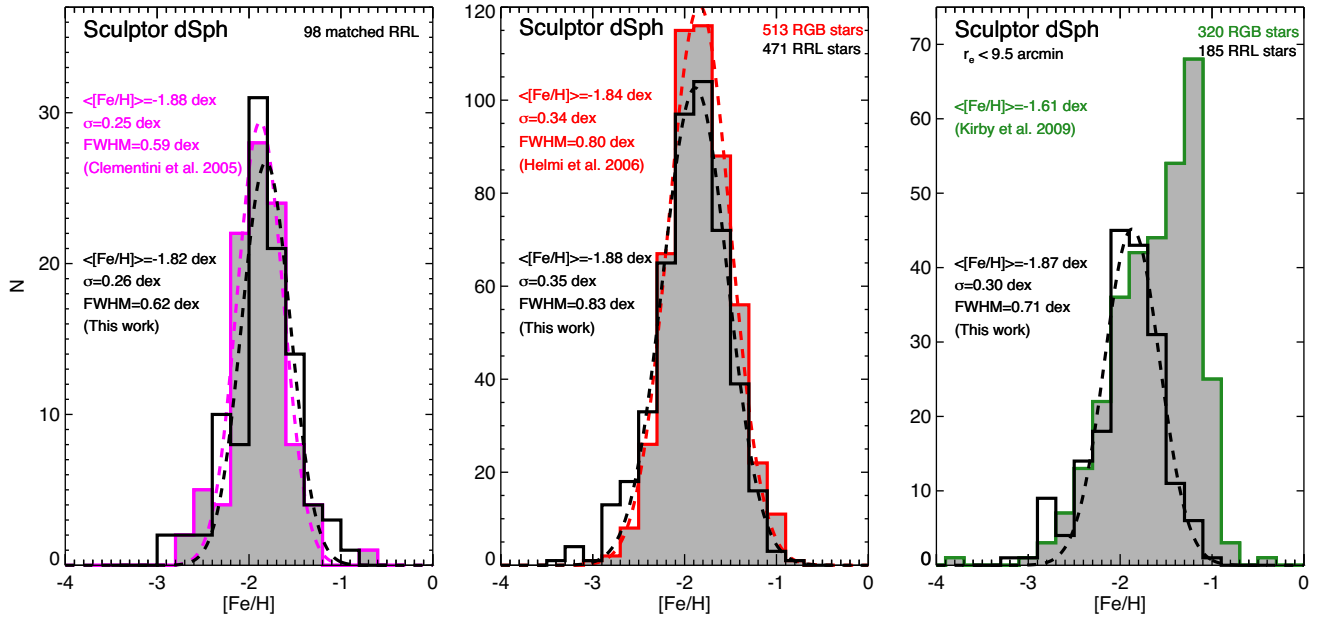 Sculptor dSph
98 matched RRL
<[Fe/H]>=-1.88 dex
σ=0.25 dex
FWHM=0.59 dex
(Clementini et al. 2005)
<[Fe/H]>=-1.82 dex
σ=0.26 dex
FWHM=0.62 dex
(This work)
N
30
20
10
0
-4 -3 -2 -1 0
[Fe/H]
Sculptor dSph
513 RGB stars
471 RRL stars
<[Fe/H]>=-1.84 dex
σ=0.34 dex
FWHM=0.80 dex
(Helmi et al. 2006)
<[Fe/H]>=-1.88 dex
σ=0.35 dex
FWHM=0.83 dex
(This work)
120
100
80
60
40
20
0
-4 -3 -2 -1 0
[Fe/H]
Sculptor dSph
320 RGB stars
185 RRL stars
re < 9.5 arcmin
<[Fe/H]>=-1.61 dex
(Kirby et al. 2009)
<[Fe/H]>=-1.87 dex
σ=0.30 dex
FWHM=0.71 dex
(This work)
70
60
50
40
30
20
10
0
-4 -3 -2 -1 0
[Fe/H]